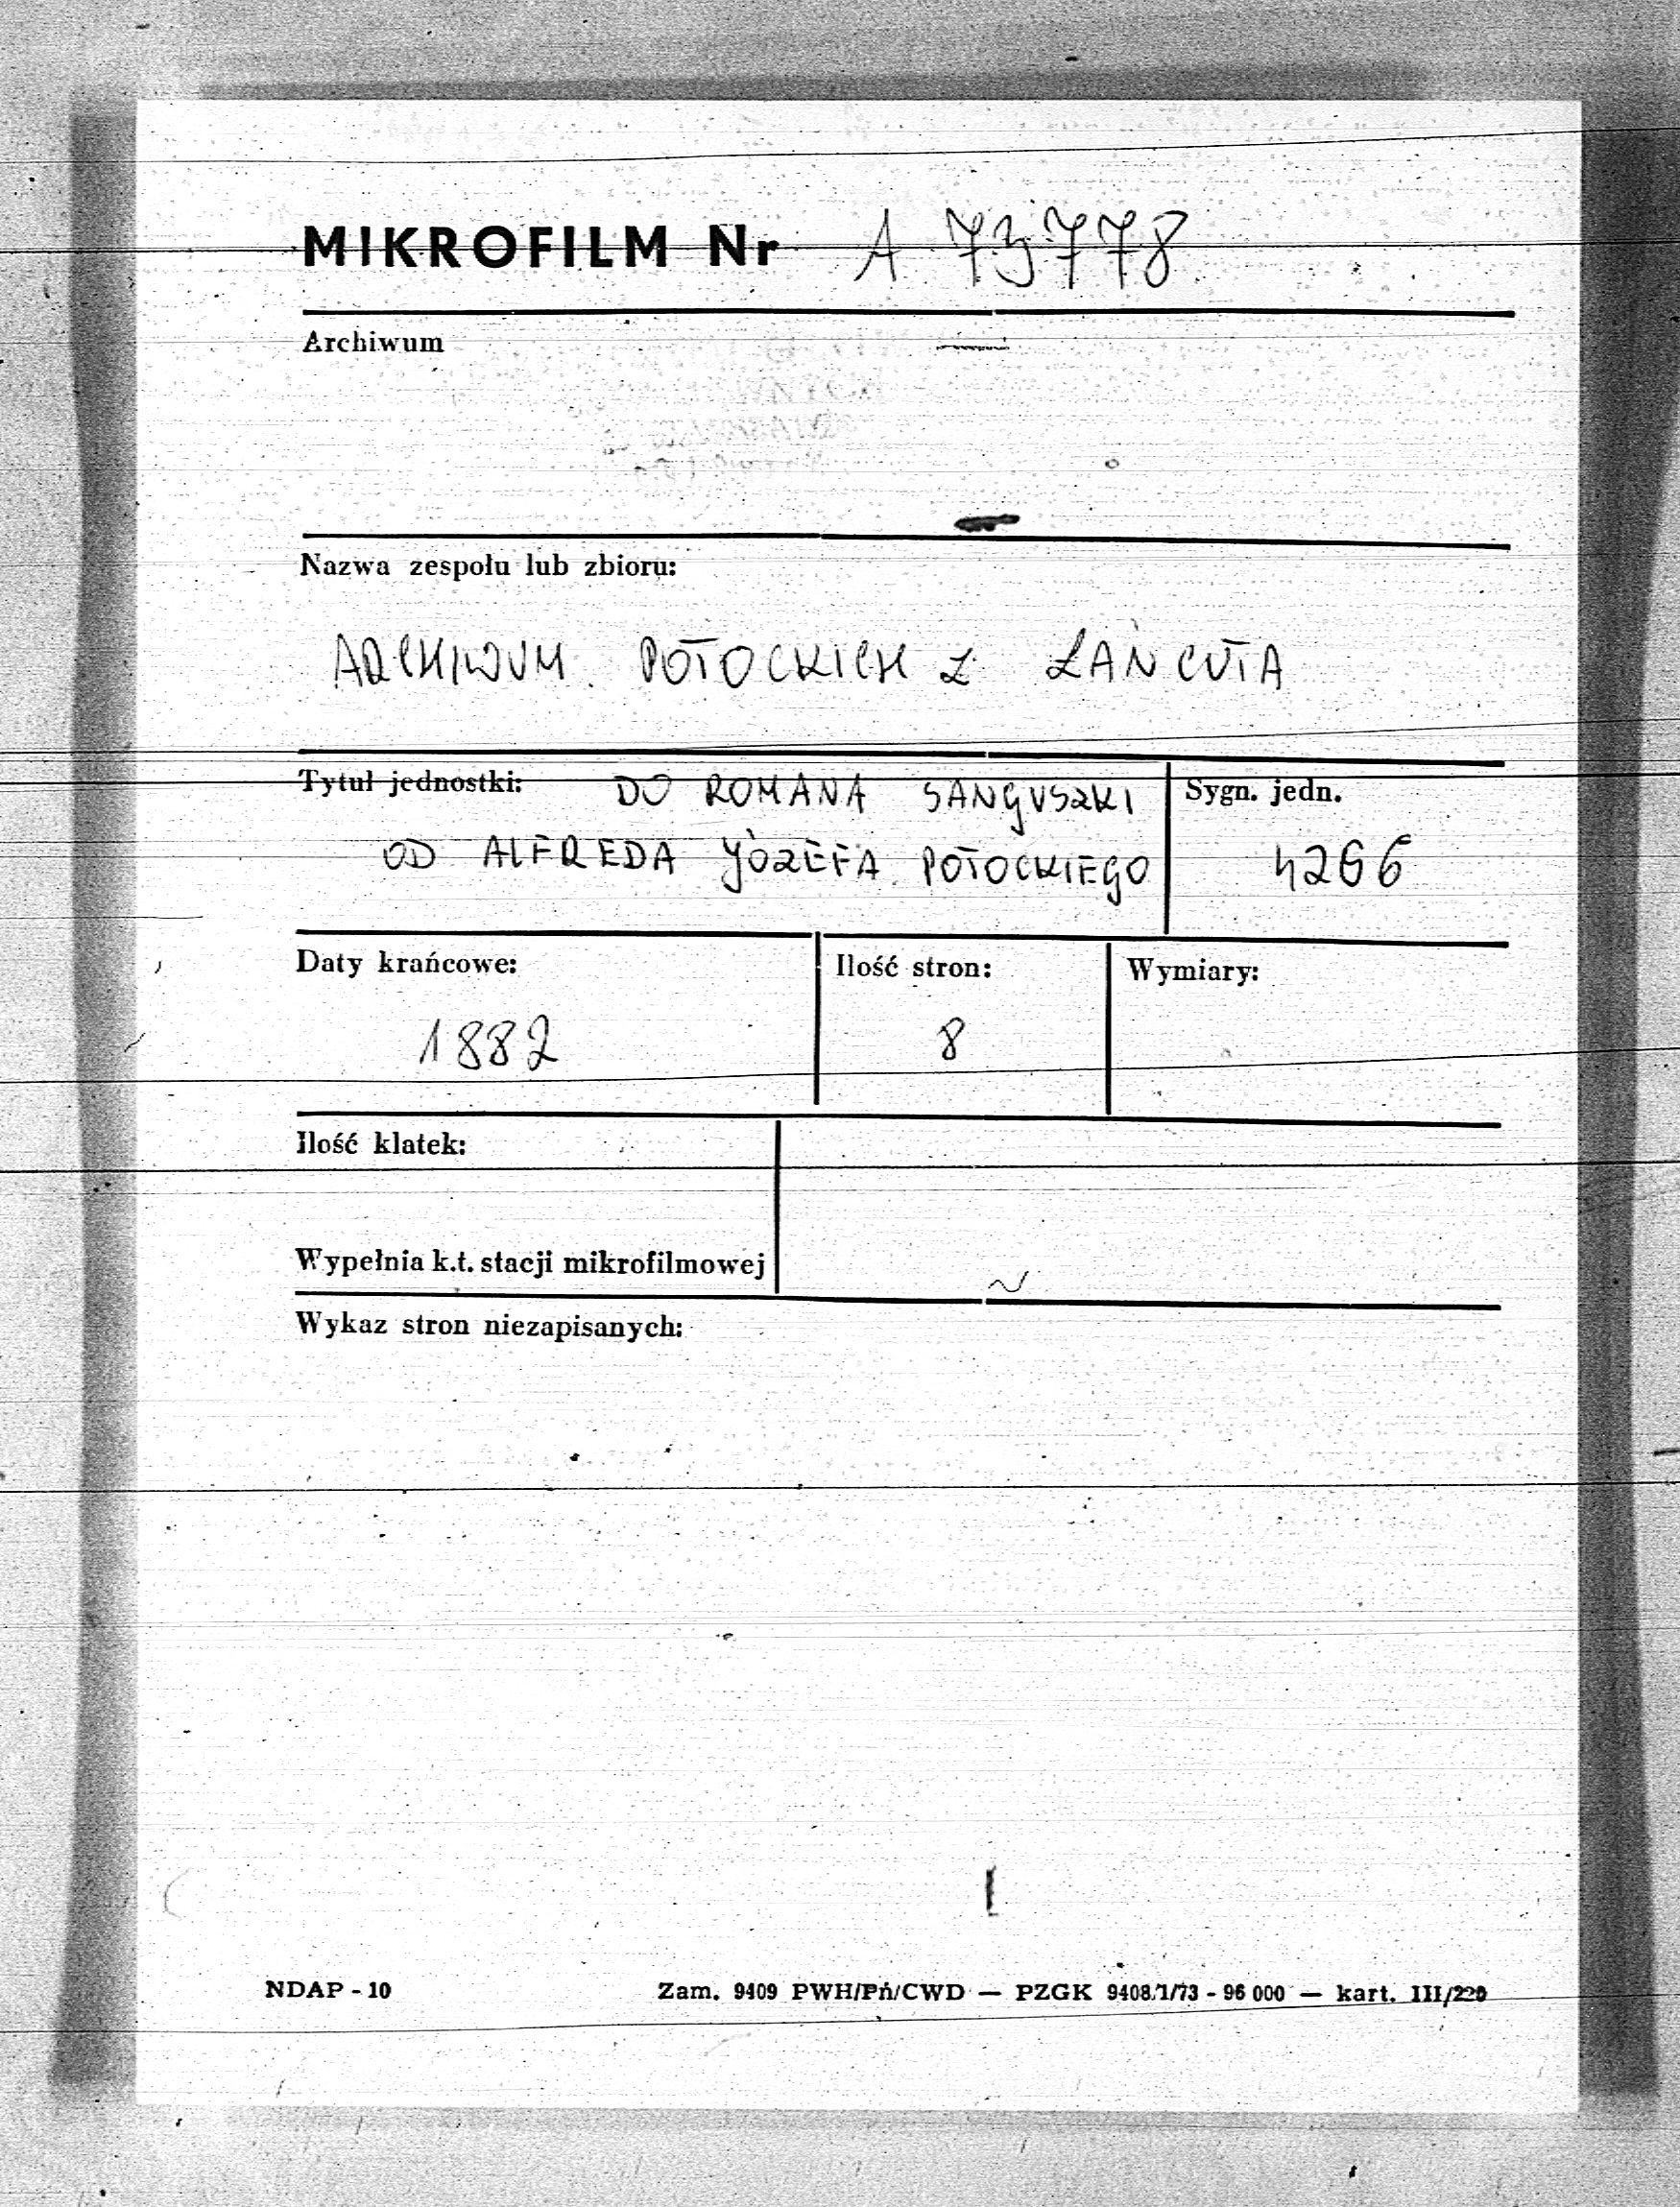 MIKROFILM Nr A 73778
Archiwum
Nazwa zespołu lub zbioru:
ARCHIWUM POTOCKICH Z ŁAŃCUTA
Tytuł jednostki: DO ROMANA SANGUSZKI
OD ALFREDA JÓZEFA POTOCKIEGO
Sygn. jedn.
4266
Daty krańcowe:
1882
Ilość stron:
8
Wymiary:
Ilość klatek:
Wypełnia k.t. stacji mikrofilmowej
Wykaz stron niezapisanych:
NDAP - 10 Zam. 9409 PWH/Pń/CWD — PZGK 9408/1/73 - 96 000 — kart. III/220